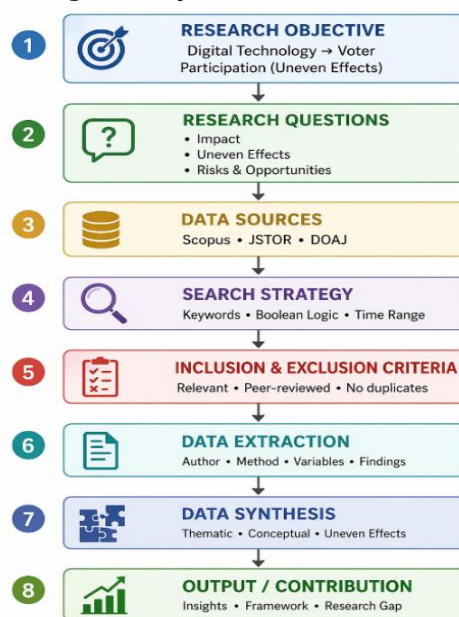 1
RESEARCH OBJECTIVE
Digital Technology → Voter
Participation (Uneven Effects)
2
?
RESEARCH QUESTIONS
• Impact
• Uneven Effects
• Risks & Opportunities
3
DATA SOURCES
Scopus • JSTOR • DOAJ
4
SEARCH STRATEGY
Keywords • Boolean Logic • Time Range
5
INCLUSION & EXCLUSION CRITERIA
Relevant • Peer-reviewed • No duplicates
6
DATA EXTRACTION
Author • Method • Variables • Findings
7
DATA SYNTHESIS
Thematic • Conceptual • Uneven Effects
8
OUTPUT / CONTRIBUTION
Insights • Framework • Research Gap